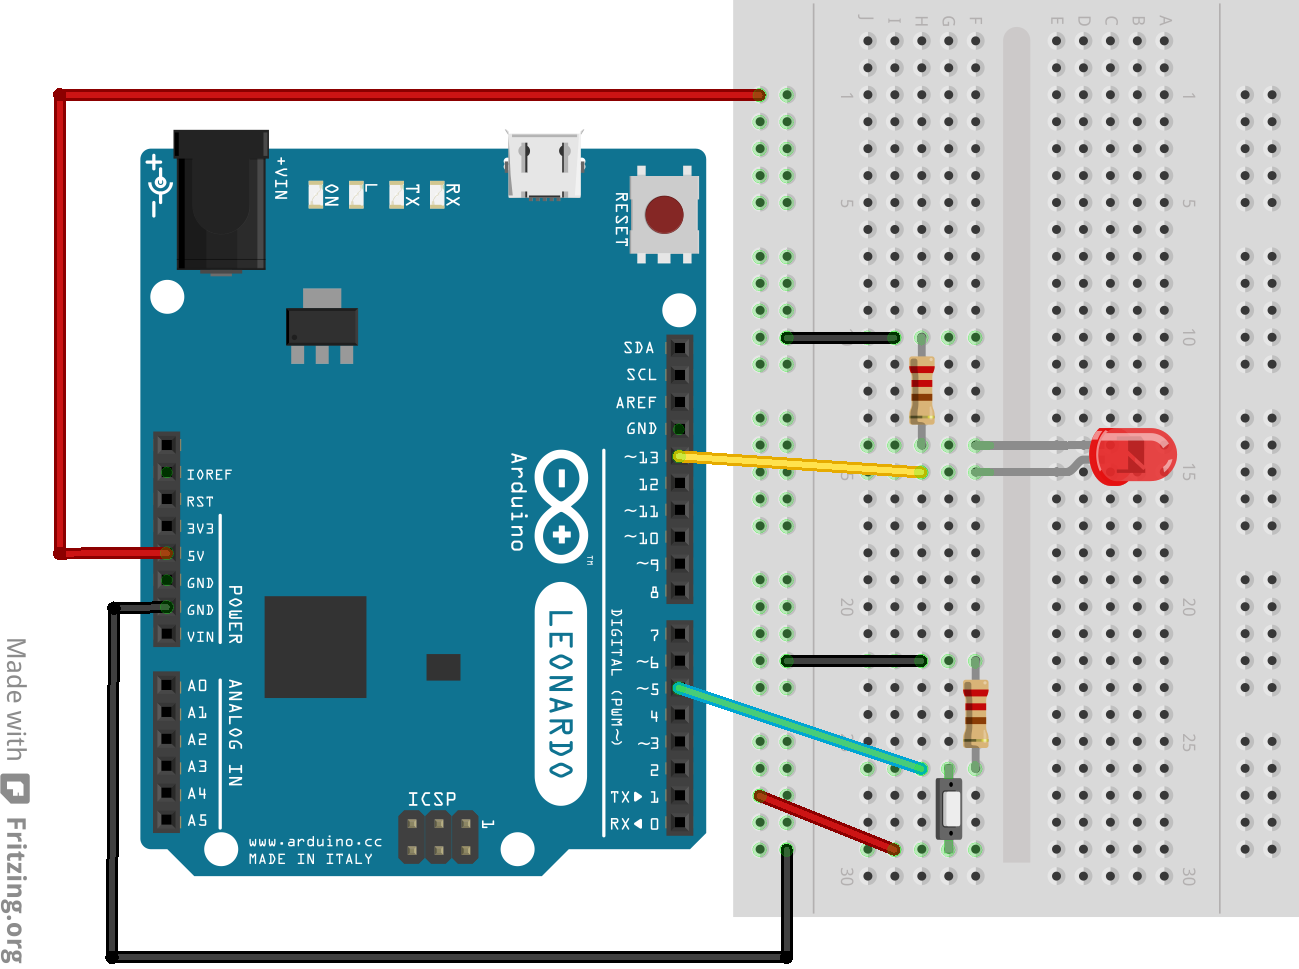 J I H G F E D C B A
1 1
5 5
10 10
15 15
20 20
25 25
30 30
+VIN
ON
L
TX
RX
RESET
SDA
SCL
AREF
GND
~13
12
~11
~10
~9
8
7
~6
~5
4
~3
2
TX▶ 1
RX◀ 0
DIGITAL (PWM~)
IOREF
RST
3V3
5V
GND
GND
VIN
POWER
A0
A1
A2
A3
A4
A5
ANALOG IN
Arduino
TM
LEONARDO
ICSP
1
www.arduino.cc
MADE IN ITALY
Made with Fritzing.org